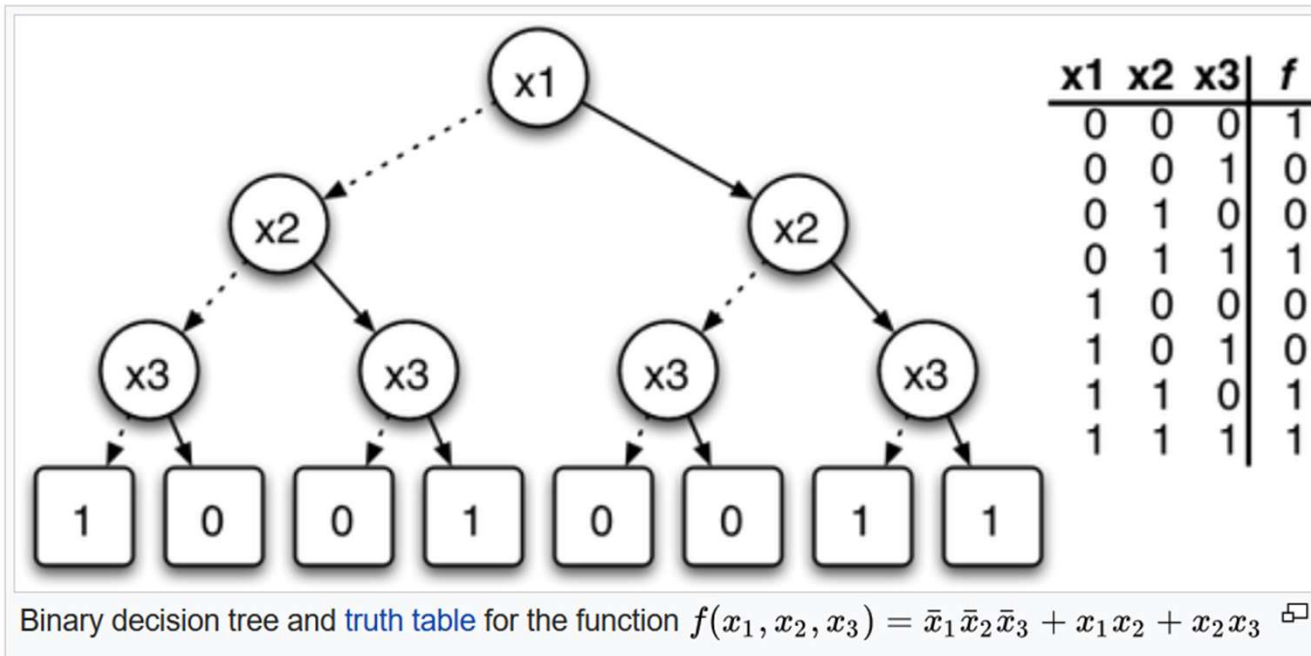 x1
x2 x2
x3 x3 x3 x3
1 0 0 1 0 0 1 1
x1 x2 x3 f
0 0 0 1
0 0 1 0
0 1 0 0
0 1 1 1
1 0 0 0
1 0 1 0
1 1 0 1
1 1 1 1
Binary decision tree and truth table for the function f(x₁, x₂, x₃) = x̄₁x̄₂x̄₃ + x₁x₂ + x₂x₃